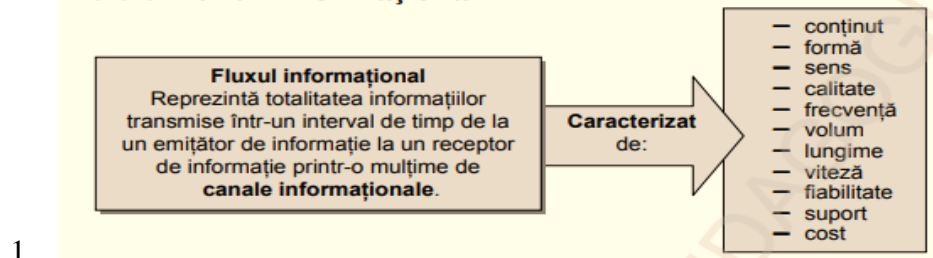 Fluxul informațional
Reprezintă totalitatea informațiilor
transmise într-un interval de timp de la
un emițător de informație la un receptor
de informație printr-o mulțime de
canale informaționale.
Caracterizat
de:
— conținut
— formă
— sens
— calitate
— frecvență
— volum
— lungime
— viteză
— fiabilitate
— suport
— cost
1